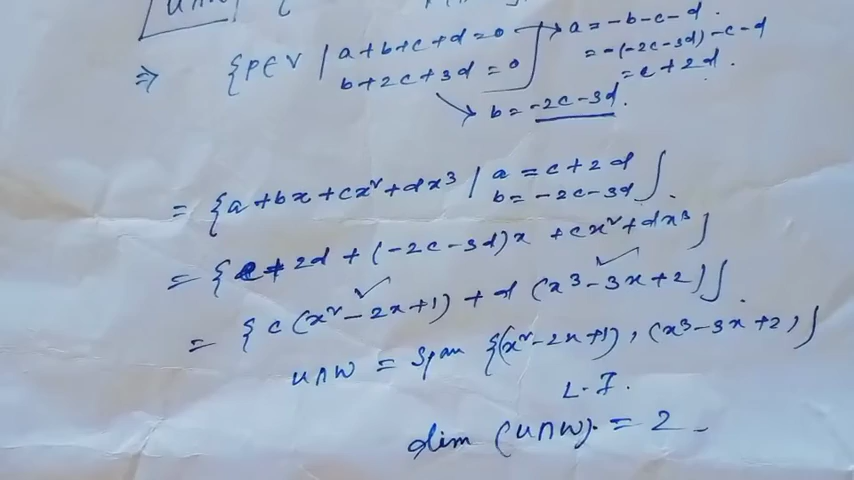 U∩W
⇒ {p∈V | a+b+c+d=0 → a=-b-c-d.
b+2c+3d=0 =-(-2c-3d)-c-d
=c+2d.
→ b=-2c-3d.
= {a+bx+cx²+dx³ | a=c+2d
b=-2c-3d}.
= {c+2d+(-2c-3d)x+cx²+dx³}
= {c(x²-2x+1)+d(x³-3x+2)}.
U∩W = Span {(x²-2x+1), (x³-3x+2,)}
L.I.
dim (U∩W). = 2 -